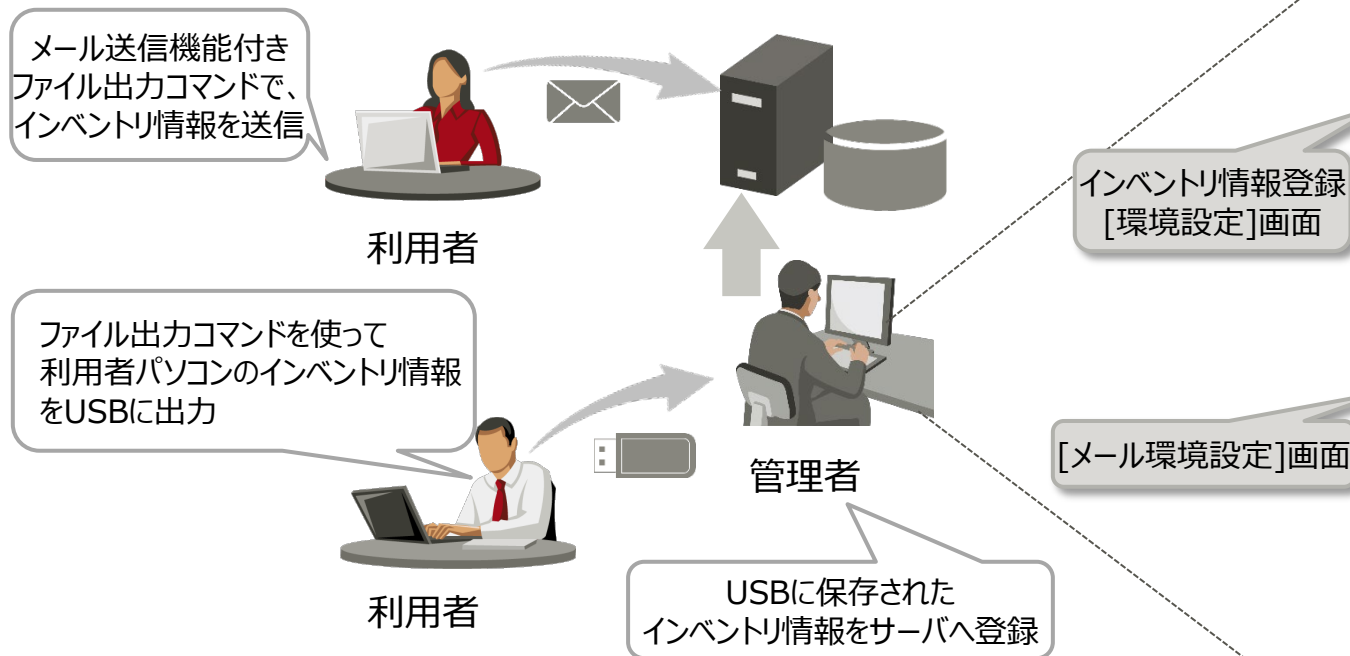 メール送信機能付き
ファイル出力コマンドで、
インベントリ情報を送信
利用者
インベントリ情報登録
[環境設定]画面
ファイル出力コマンドを使って
利用者パソコンのインベントリ情報
をUSBに出力
[メール環境設定]画面
管理者
利用者
USBに保存された
インベントリ情報をサーバへ登録